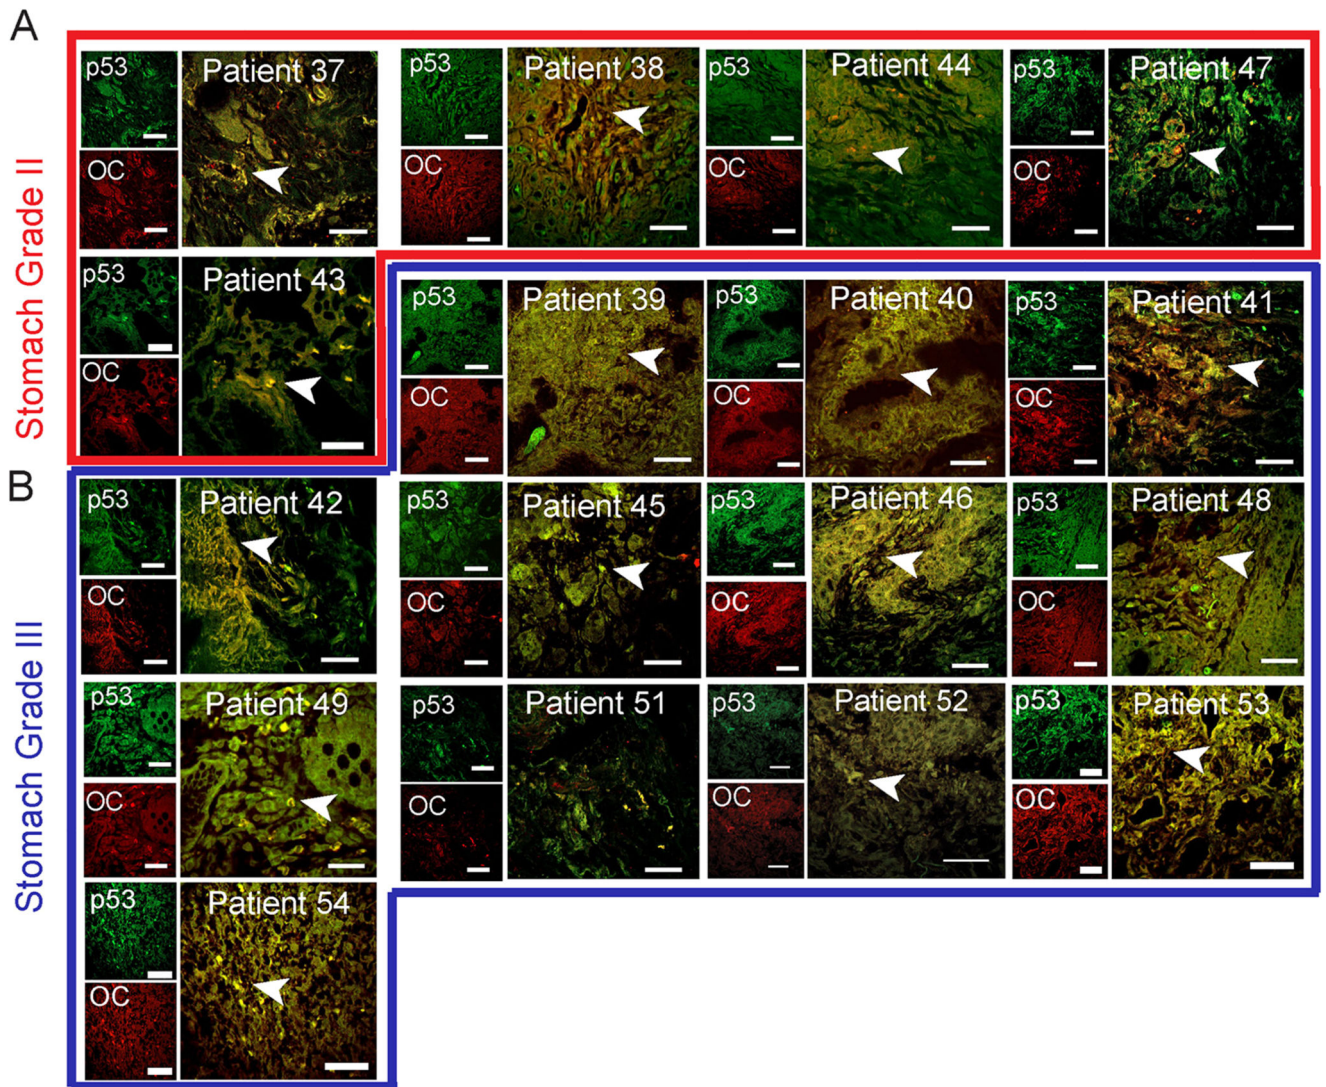 A
Stomach Grade II
p53
OC
Patient 37
p53
OC
Patient 38
p53
OC
Patient 44
p53
OC
Patient 47
p53
OC
Patient 43
B
Stomach Grade III
p53
OC
Patient 39
p53
OC
Patient 40
p53
OC
Patient 41
p53
OC
Patient 42
p53
OC
Patient 45
p53
OC
Patient 46
p53
OC
Patient 48
p53
OC
Patient 49
p53
OC
Patient 51
p53
OC
Patient 52
p53
OC
Patient 53
p53
OC
Patient 54